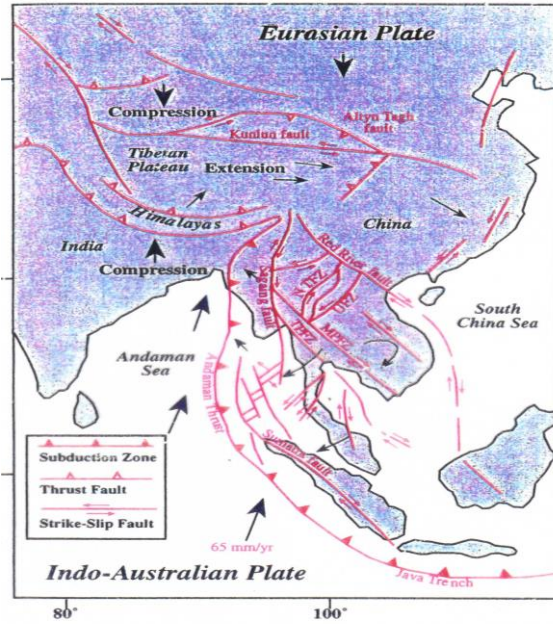 Eurasian Plate
Compression
Altyn Tagh
fault
Kunlun fault
Tibetan
Plateau
Extension
Himalayas
China
India
Compression
Red River fault
Sagaing fault
South
China Sea
MPFZ
Andaman
Sea
Andaman Thrust
Sumatra fault
Subduction Zone
Thrust Fault
Strike-Slip Fault
65 mm/yr
Indo-Australian Plate
Java Trench
80°
100°